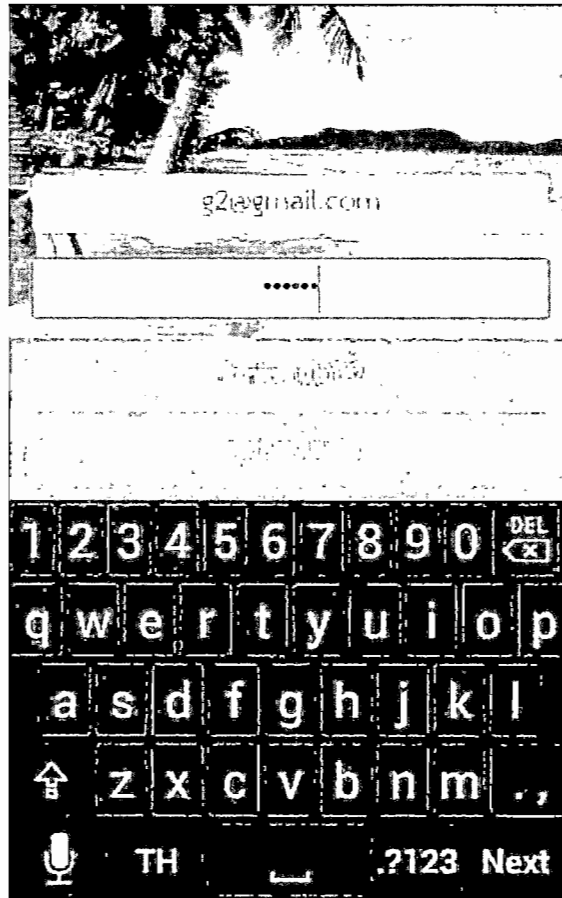 g2@gmail.com
••••••
1 2 3 4 5 6 7 8 9 0 DEL
q w e r t y u i o p
a s d f g h j k l
z x c v b n m . ,
TH .?123 Next